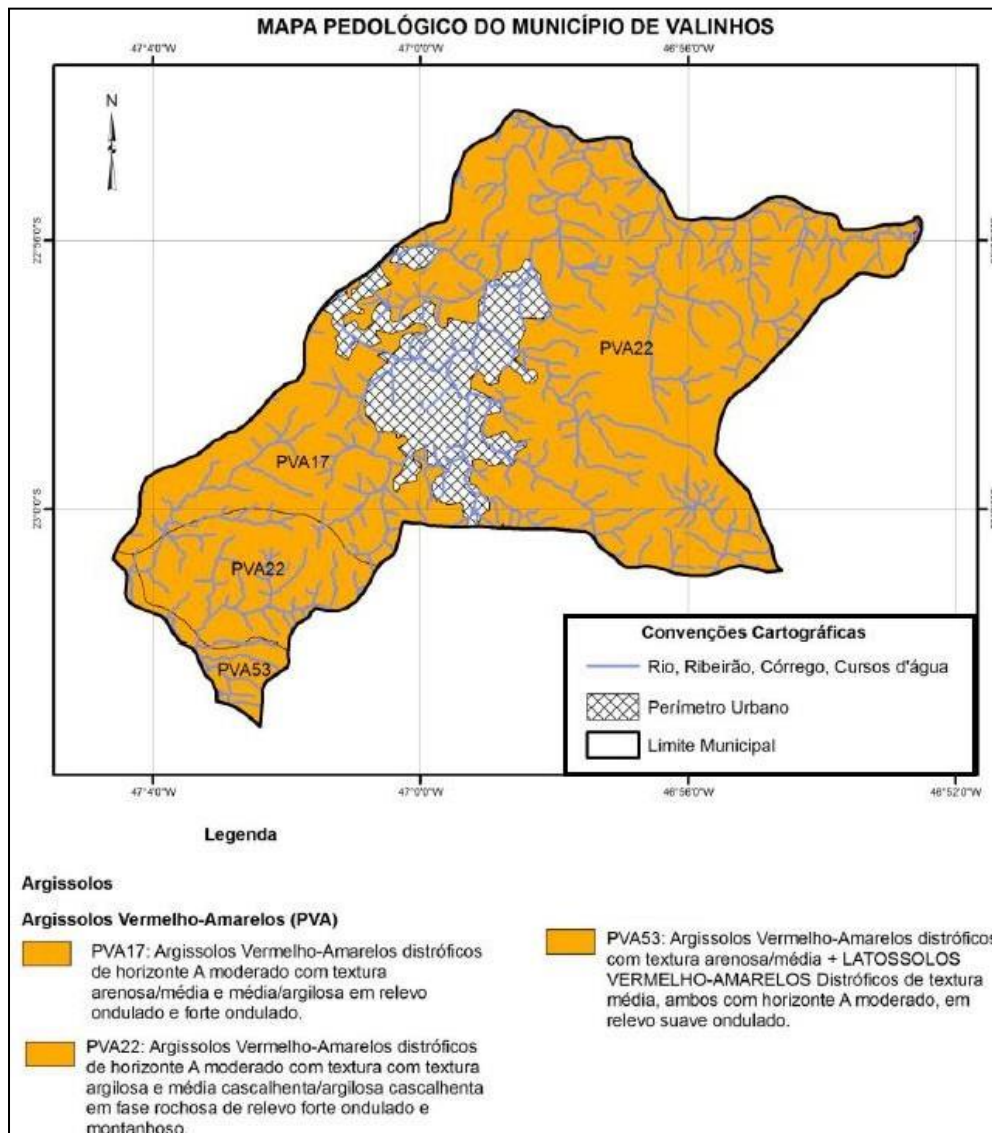 MAPA PEDOLÓGICO DO MUNICÍPIO DE VALINHOS
47°4'0"W
47°0'0"W
46°56'0"W
N
22°56'0"S
PVA22
PVA17
23°0'0"S
PVA22
PVA53
Convenções Cartográficas
Rio, Ribeirão, Córrego, Cursos d'água
Perímetro Urbano
Limite Municipal
47°4'0"W
47°0'0"W
46°56'0"W
46°52'0"W
Legenda
Argissolos
Argissolos Vermelho-Amarelos (PVA)
PVA17: Argissolos Vermelho-Amarelos distróficos
de horizonte A moderado com textura
arenosa/média e média/argilosa em relevo
ondulado e forte ondulado.
PVA22: Argissolos Vermelho-Amarelos distróficos
de horizonte A moderado com textura com textura
argilosa e média cascalhenta/argilosa cascalhenta
em fase rochosa de relevo forte ondulado e
montanhoso.
PVA53: Argissolos Vermelho-Amarelos distróficos
com textura arenosa/média + LATOSSOLOS
VERMELHO-AMARELOS Distróficos de textura
média, ambos com horizonte A moderado, em
relevo suave ondulado.